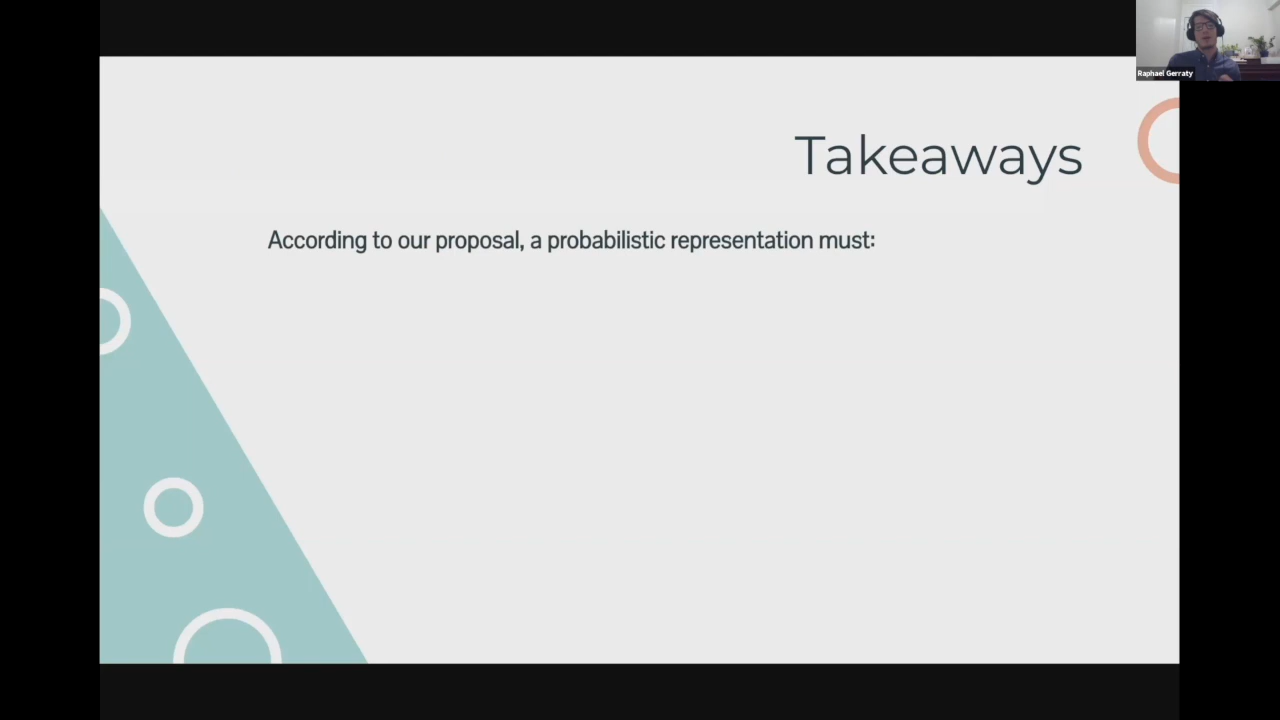 Raphael Gerraty
Takeaways
According to our proposal, a probabilistic representation must: